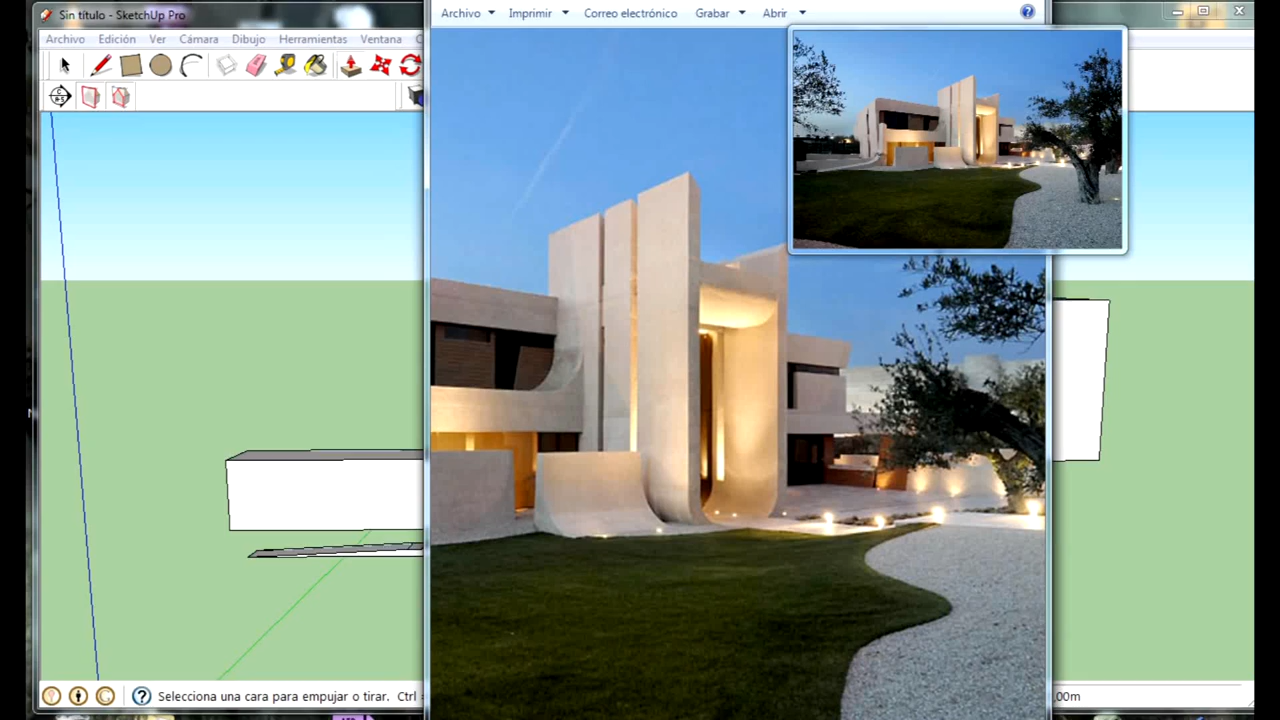 Sin título - SketchUp Pro
Archivo Edición Ver Cámara Dibujo Herramientas Ventana
Archivo Imprimir Correo electrónico Grabar Abrir
Selecciona una cara para empujar o tirar. Ctrl
.00m